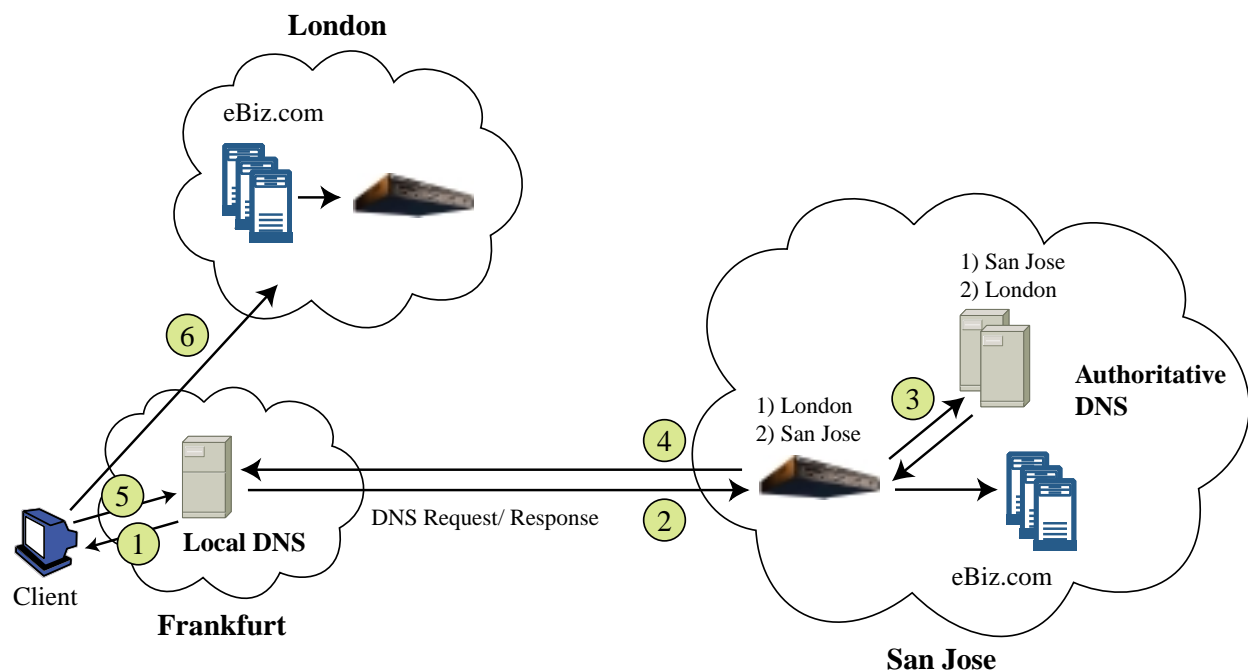 London
eBiz.com
6
1) San Jose
2) London
Authoritative
DNS
3
1) London
2) San Jose
4
5
DNS Request/ Response
2
1
Local DNS
Client
eBiz.com
Frankfurt
San Jose